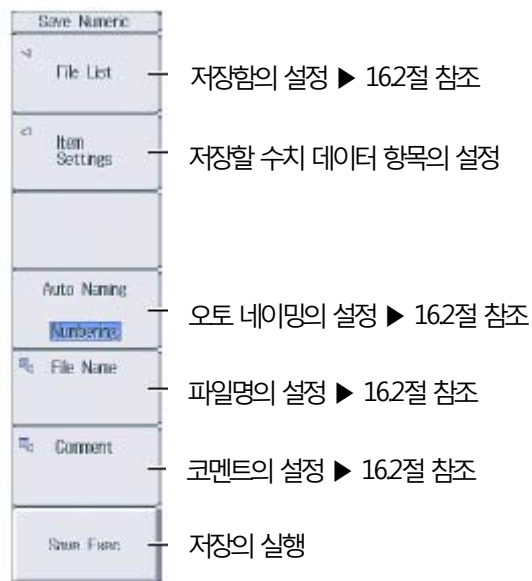 Save Numeric
File List
저장함의 설정 ▶ 16.2절 참조
Item
Settings
저장할 수치 데이터 항목의 설정
Auto Naming
Numbering
오토 네이밍의 설정 ▶ 16.2절 참조
File Name
파일명의 설정 ▶ 16.2절 참조
Comment
코멘트의 설정 ▶ 16.2절 참조
Save Exec
저장의 실행